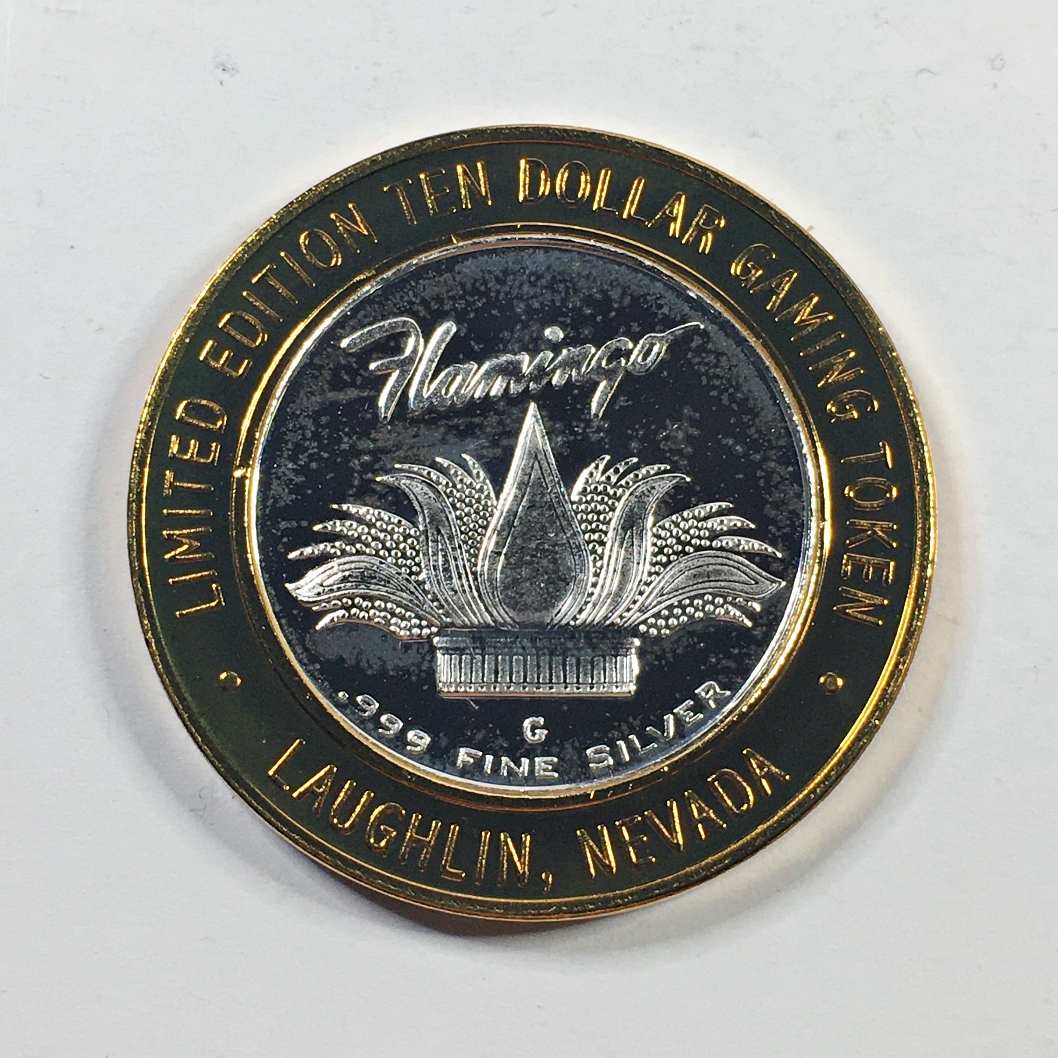 LIMITED EDITION TEN DOLLAR GAMING TOKEN
Flamingo
G
.999 FINE SILVER
LAUGHLIN, NEVADA